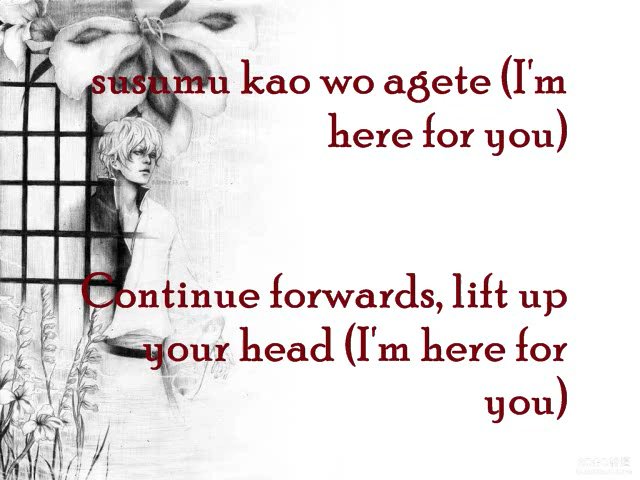 susumu kao wo agete (I'm
here for you)
Continue forwards, lift up
your head (I'm here for
you)